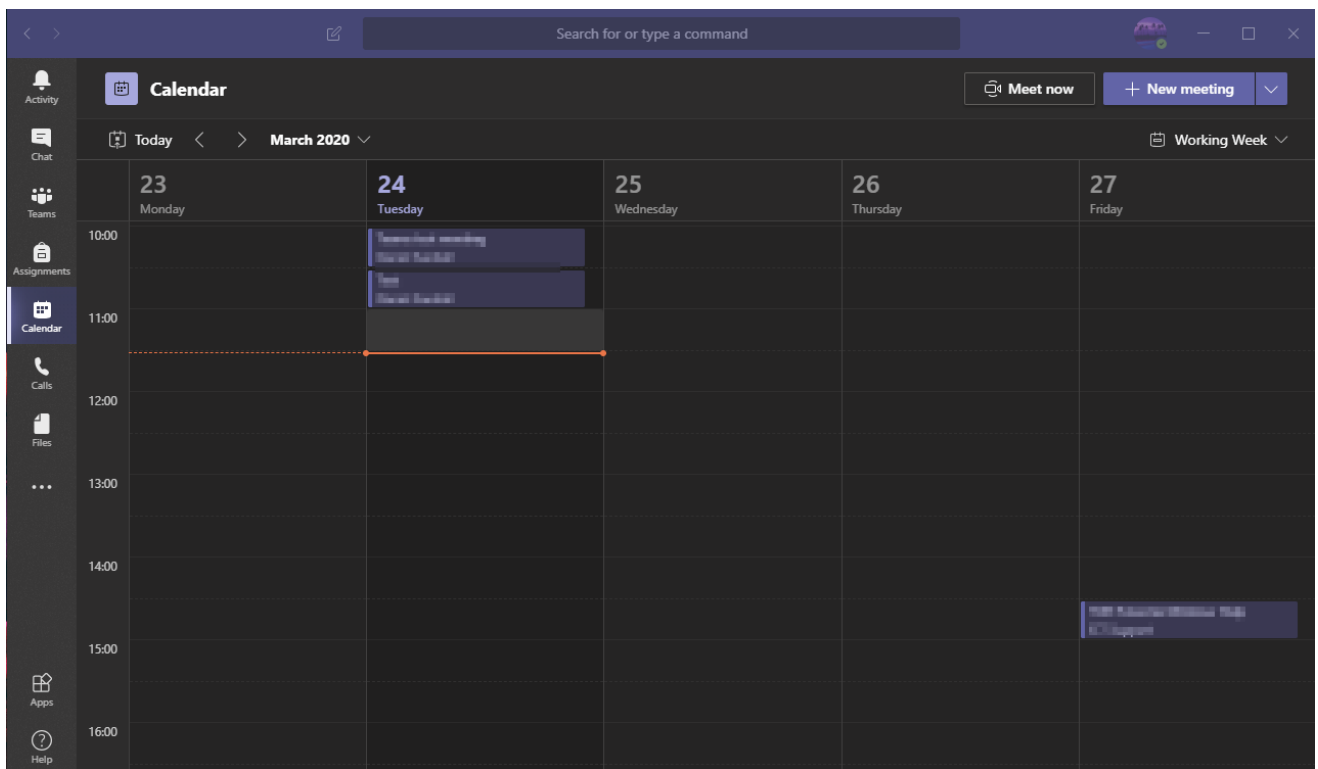 Search for or type a command
Activity
Chat
Teams
Assignments
Calendar
Calls
Files
Apps
Help
Calendar
Meet now
New meeting
Today
March 2020
Working Week
23
Monday
24
Tuesday
25
Wednesday
26
Thursday
27
Friday
10:00
11:00
12:00
13:00
14:00
15:00
16:00